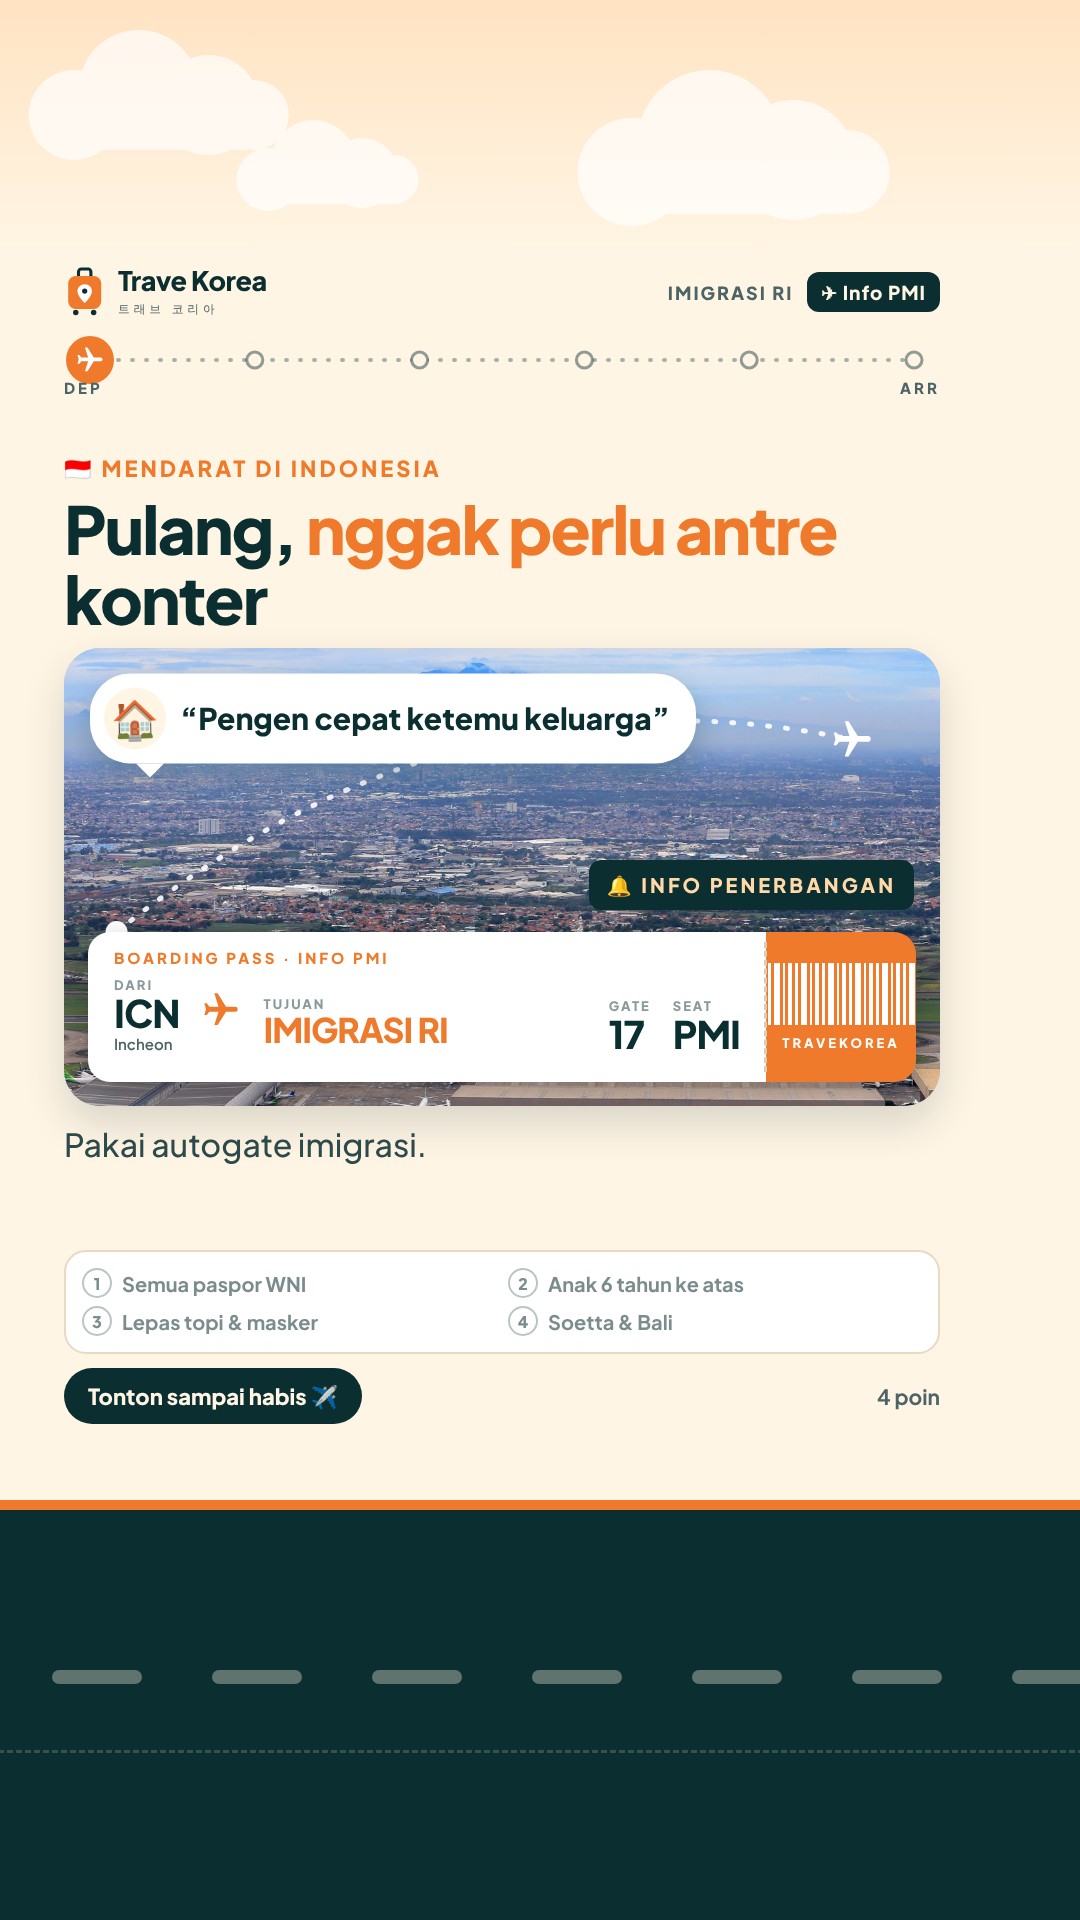 Trave Korea
트래브 코리아
IMIGRASI RI
✈ Info PMI
DEP
ARR
🇮🇩 MENDARAT DI INDONESIA
Pulang, nggak perlu antre
konter
🏠 “Pengen cepat ketemu keluarga”
🔔 INFO PENERBANGAN
BOARDING PASS · INFO PMI
DARI
ICN
Incheon
TUJUAN
IMIGRASI RI
GATE
17
SEAT
PMI
TRAVEKOREA
Pakai autogate imigrasi.
1 Semua paspor WNI
2 Anak 6 tahun ke atas
3 Lepas topi & masker
4 Soetta & Bali
Tonton sampai habis ✈️
4 poin